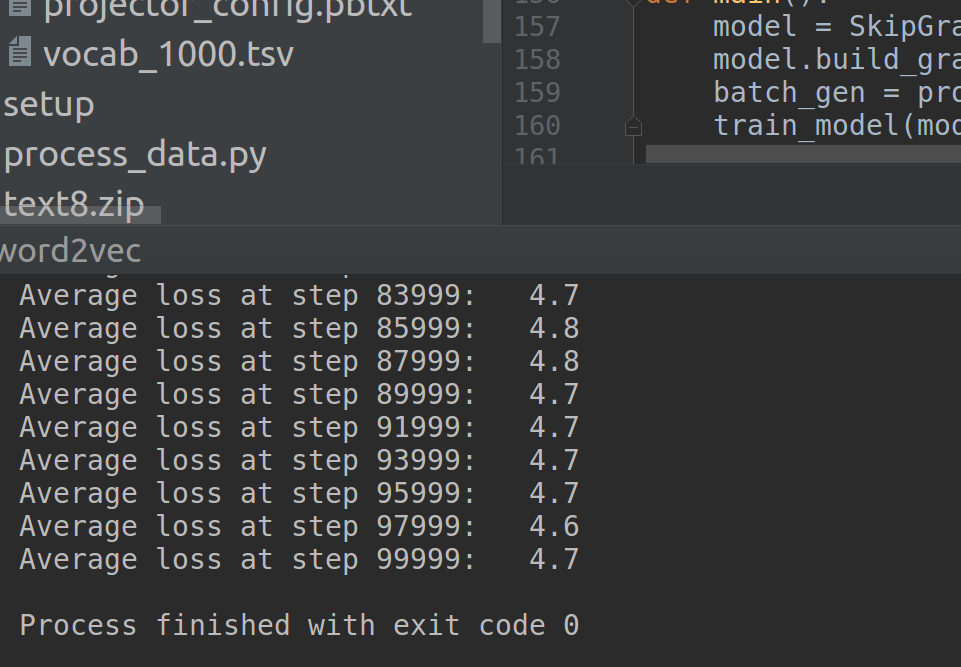 projector_config.pbtxt
vocab_1000.tsv
setup
process_data.py
text8.zip
156 def main():
157 model = SkipGra
158 model.build_gra
159 batch_gen = pro
160 train_model(mod
161
word2vec
Average loss at step 83999: 4.7
Average loss at step 85999: 4.8
Average loss at step 87999: 4.8
Average loss at step 89999: 4.7
Average loss at step 91999: 4.7
Average loss at step 93999: 4.7
Average loss at step 95999: 4.7
Average loss at step 97999: 4.6
Average loss at step 99999: 4.7
Process finished with exit code 0